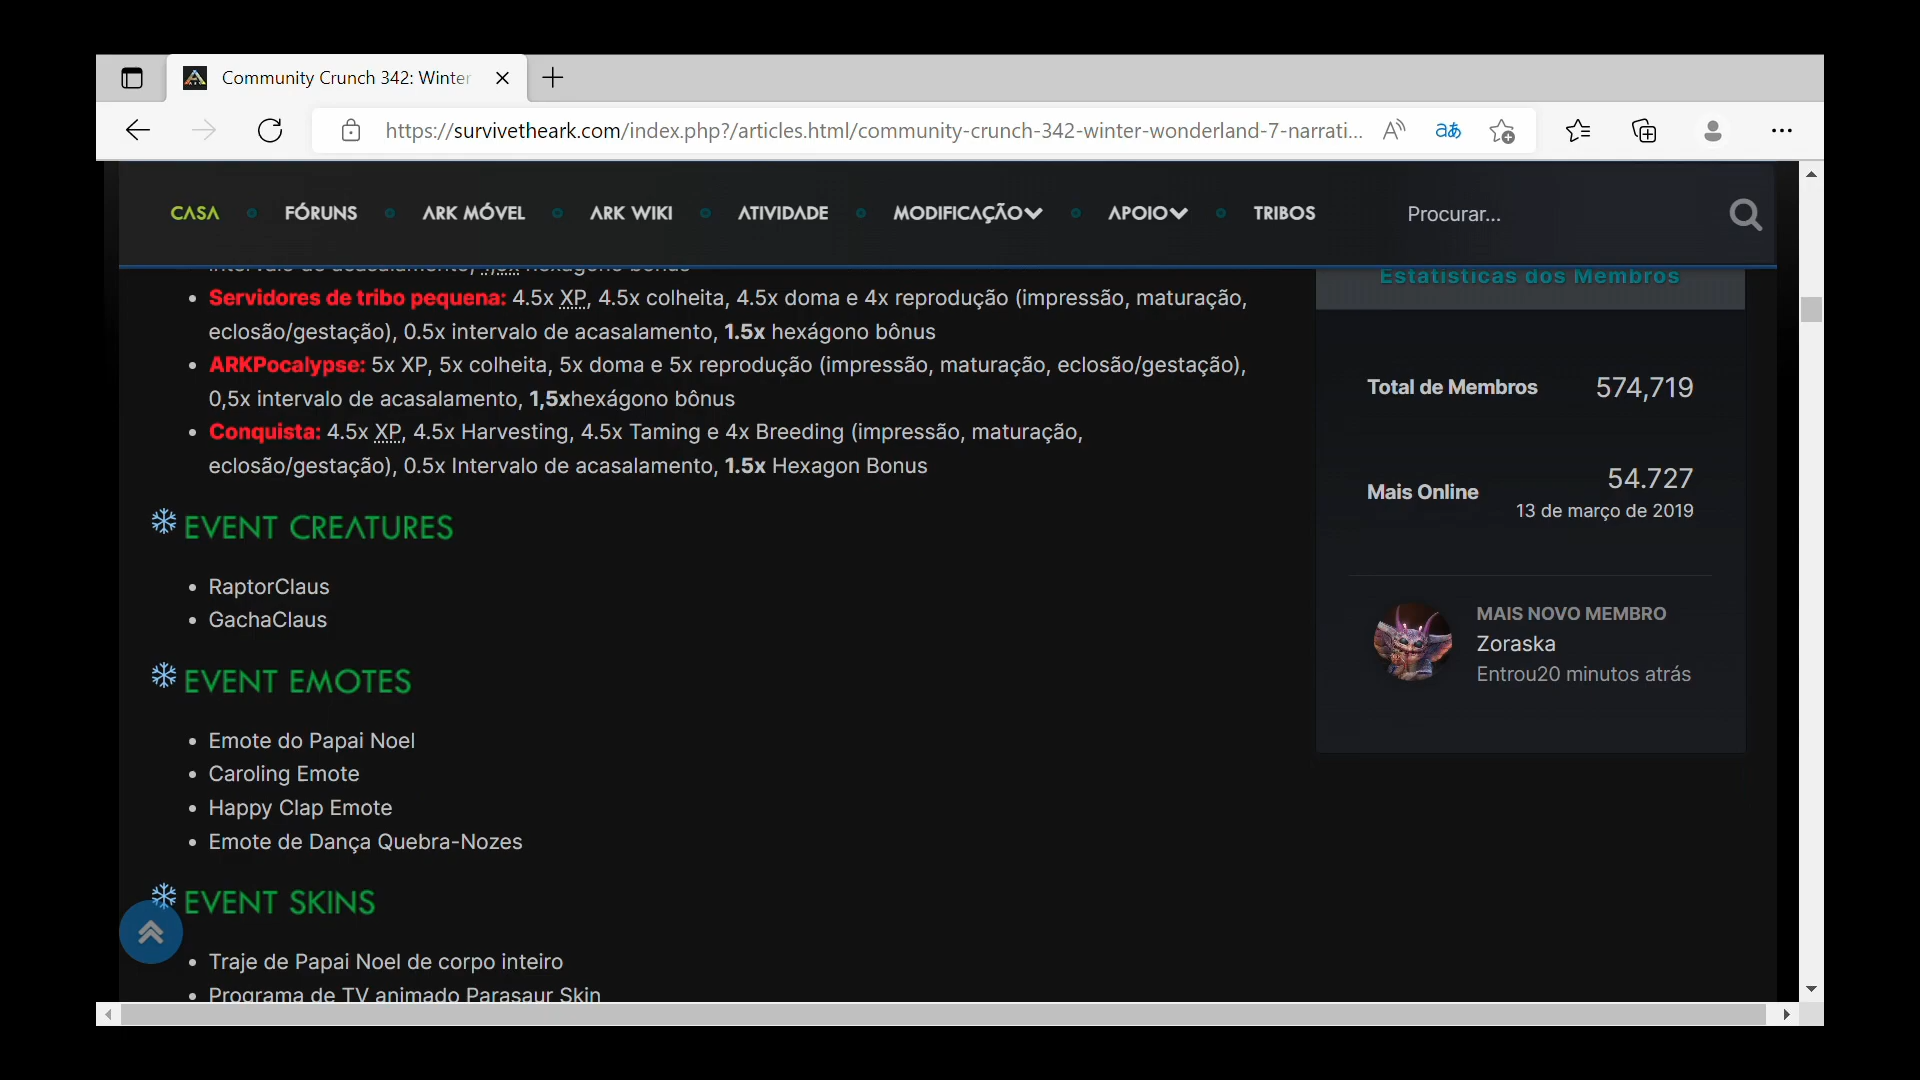 Community Crunch 342: Winter
https://survivetheark.com/index.php?/articles.html/community-crunch-342-winter-wonderland-7-narrati...
CASA
FÓRUNS
ARK MÓVEL
ARK WIKI
ATIVIDADE
MODIFICAÇÃO
APOIO
TRIBOS
Procurar...
intervalo de acasalamento, 1,5x hexágono bônus
Servidores de tribo pequena: 4.5x XP, 4.5x colheita, 4.5x doma e 4x reprodução (impressão, maturação,
eclosão/gestação), 0.5x intervalo de acasalamento, 1.5x hexágono bônus
ARKPocalypse: 5x XP, 5x colheita, 5x doma e 5x reprodução (impressão, maturação, eclosão/gestação),
0,5x intervalo de acasalamento, 1,5xhexágono bônus
Conquista: 4.5x XP, 4.5x Harvesting, 4.5x Taming e 4x Breeding (impressão, maturação,
eclosão/gestação), 0.5x Intervalo de acasalamento, 1.5x Hexagon Bonus
EVENT CREATURES
RaptorClaus
GachaClaus
EVENT EMOTES
Emote do Papai Noel
Caroling Emote
Happy Clap Emote
Emote de Dança Quebra-Nozes
EVENT SKINS
Traje de Papai Noel de corpo inteiro
Programa de TV animado Parasaur Skin
Estatísticas dos Membros
Total de Membros 574,719
Mais Online 54.727
13 de março de 2019
MAIS NOVO MEMBRO
Zoraska
Entrou20 minutos atrás